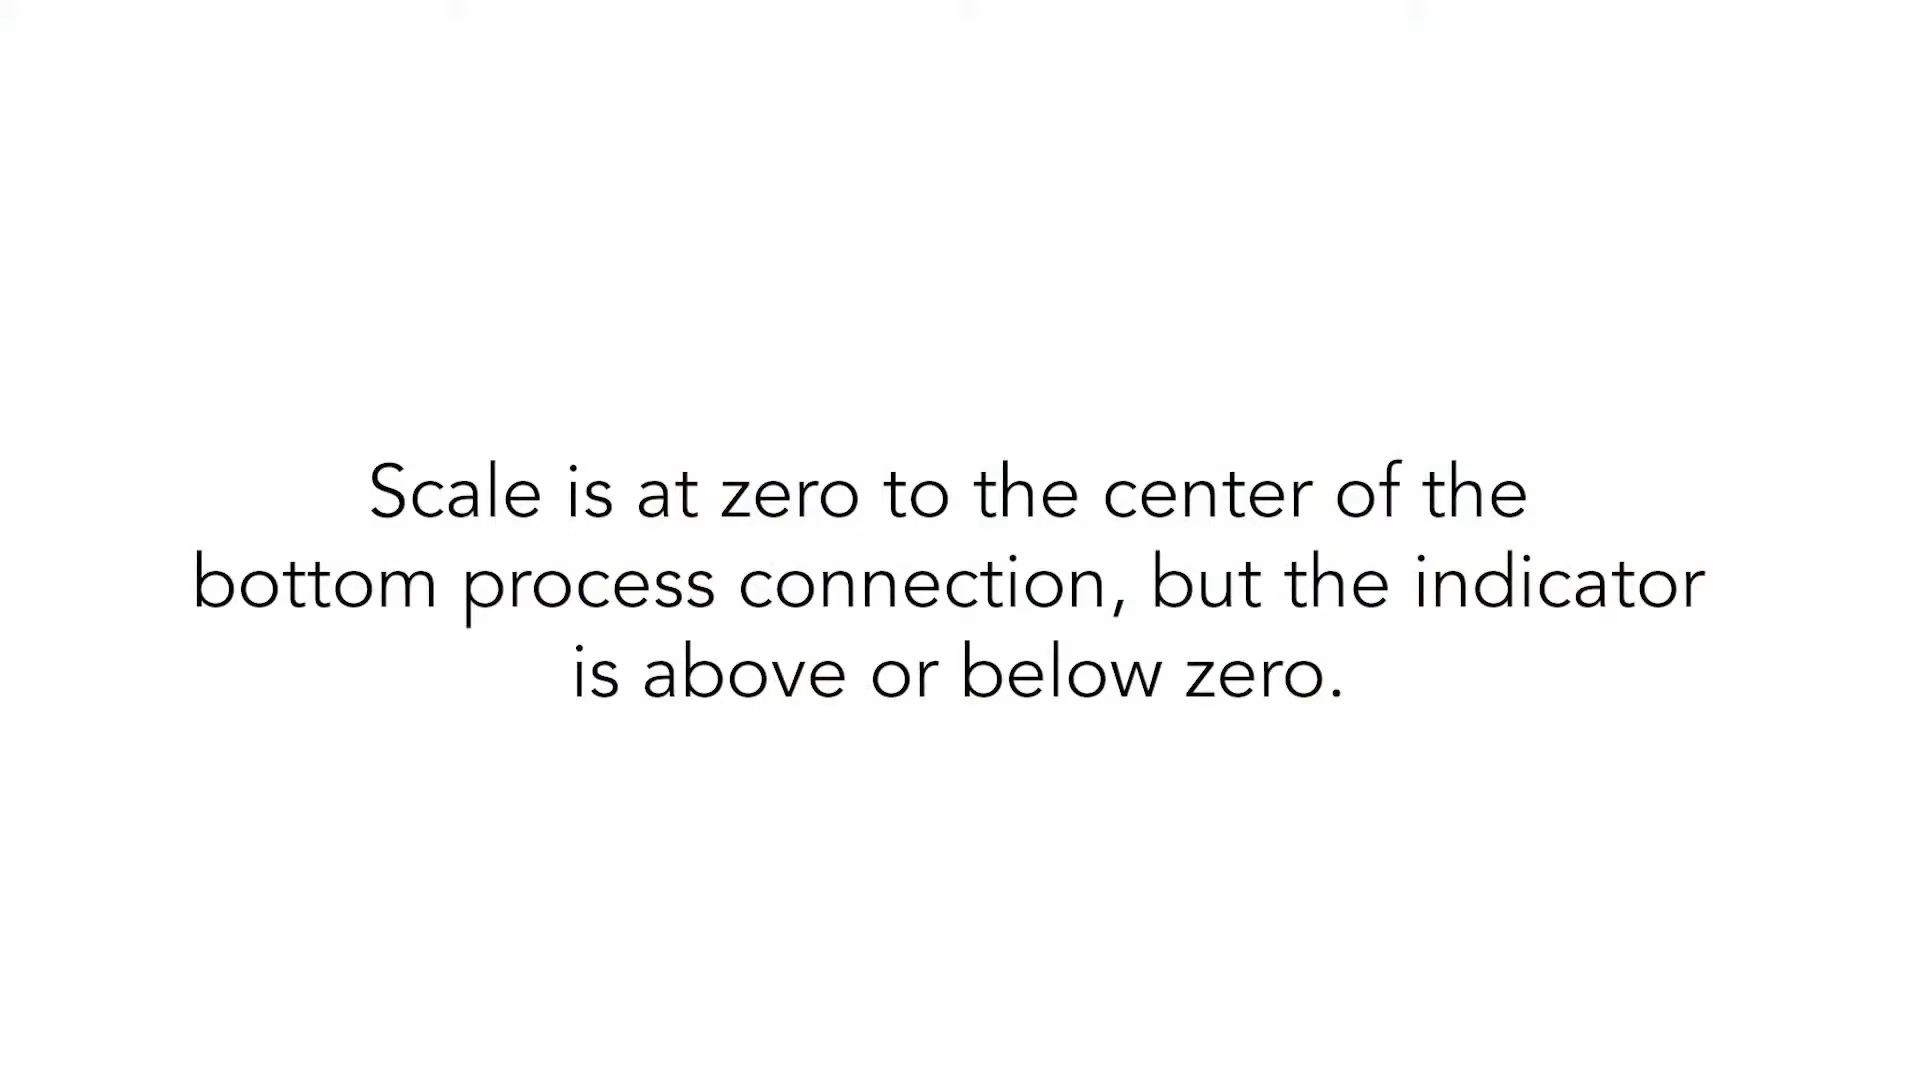 Scale is at zero to the center of the
bottom process connection, but the indicator
is above or below zero.